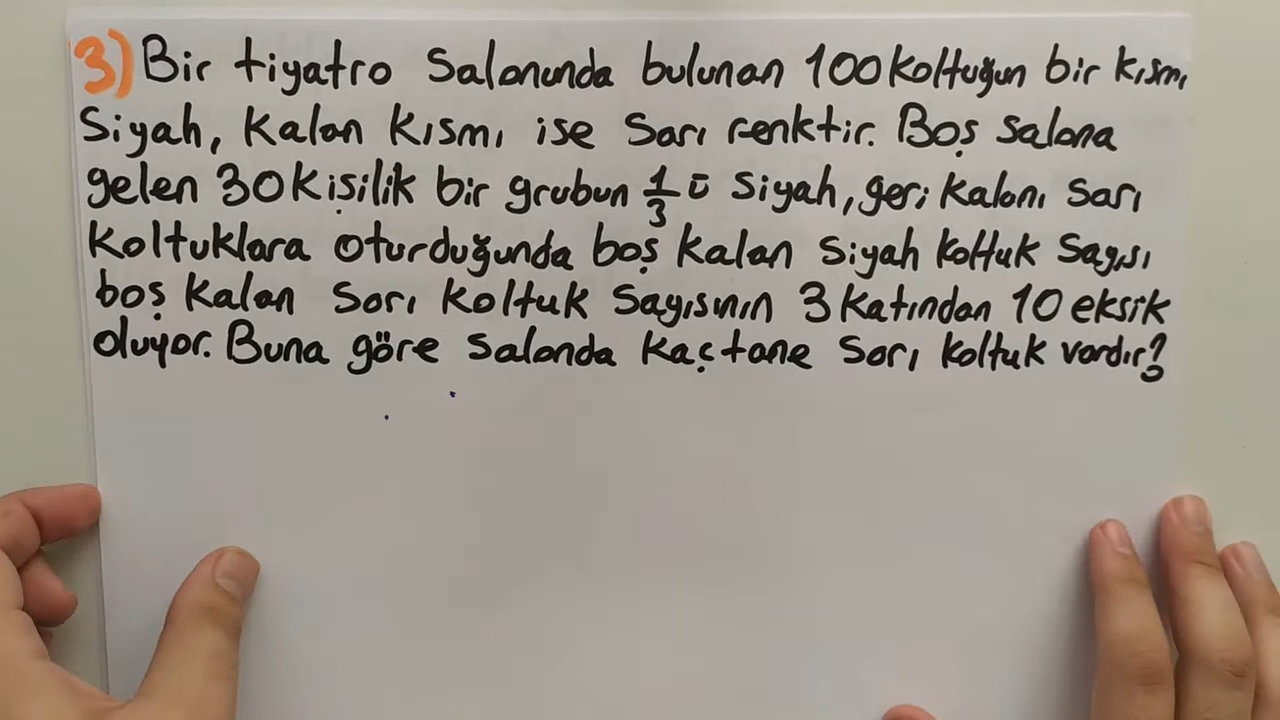 3) Bir tiyatro Salonunda bulunan 100 koltuğun bir kısmı
Siyah, kalan kısmı ise Sarı renktir. Boş salona
gelen 30 kişilik bir grubun 1/3 ü siyah, geri kalanı Sarı
koltuklara oturduğunda boş kalan siyah koltuk sayısı
boş kalan sarı koltuk sayısının 3 katından 10 eksik
oluyor. Buna göre salonda kaç tane sarı koltuk vardır?